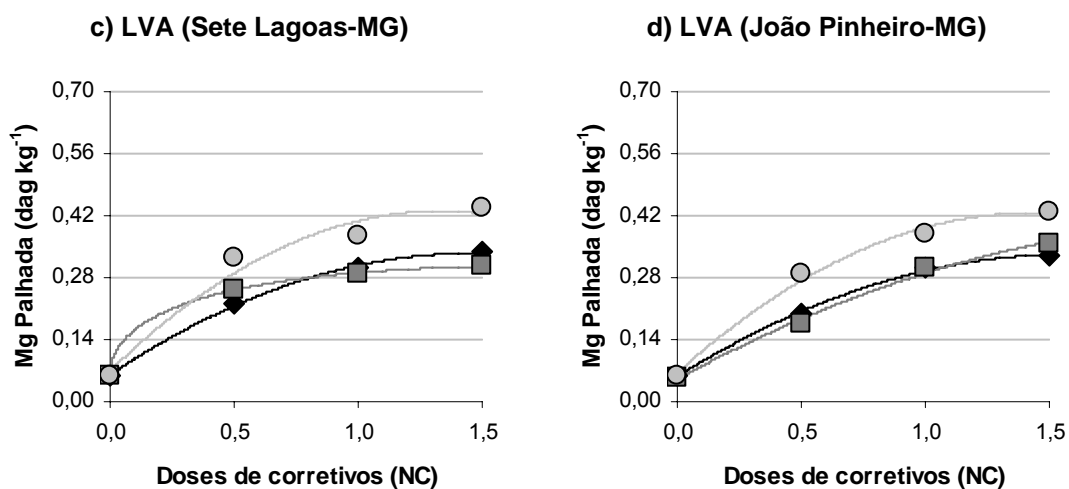 c) LVA (Sete Lagoas-MG)
0,70
0,56
0,42
0,28
0,14
0,00
Mg Palhada (dag kg⁻¹)
0,0 0,5 1,0 1,5
Doses de corretivos (NC)
d) LVA (João Pinheiro-MG)
0,70
0,56
0,42
0,28
0,14
0,00
Mg Palhada (dag kg⁻¹)
0,0 0,5 1,0 1,5
Doses de corretivos (NC)